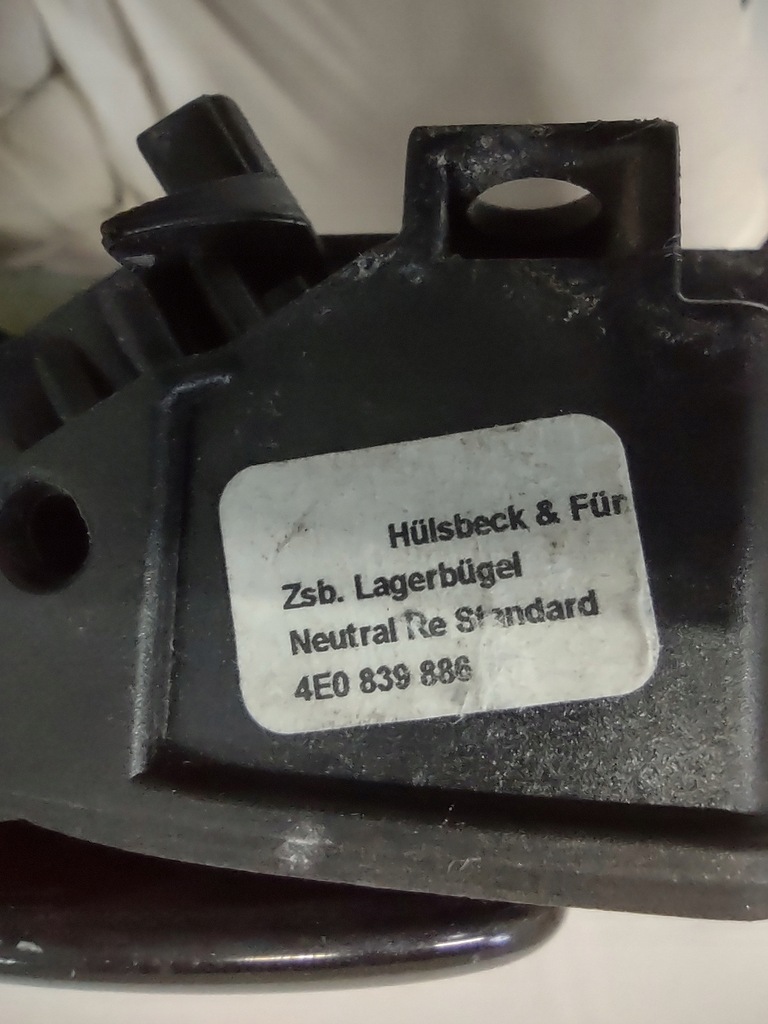 Hülsbeck & Für
Zsb. Lagerbügel
Neutral Re Standard
4E0 839 886